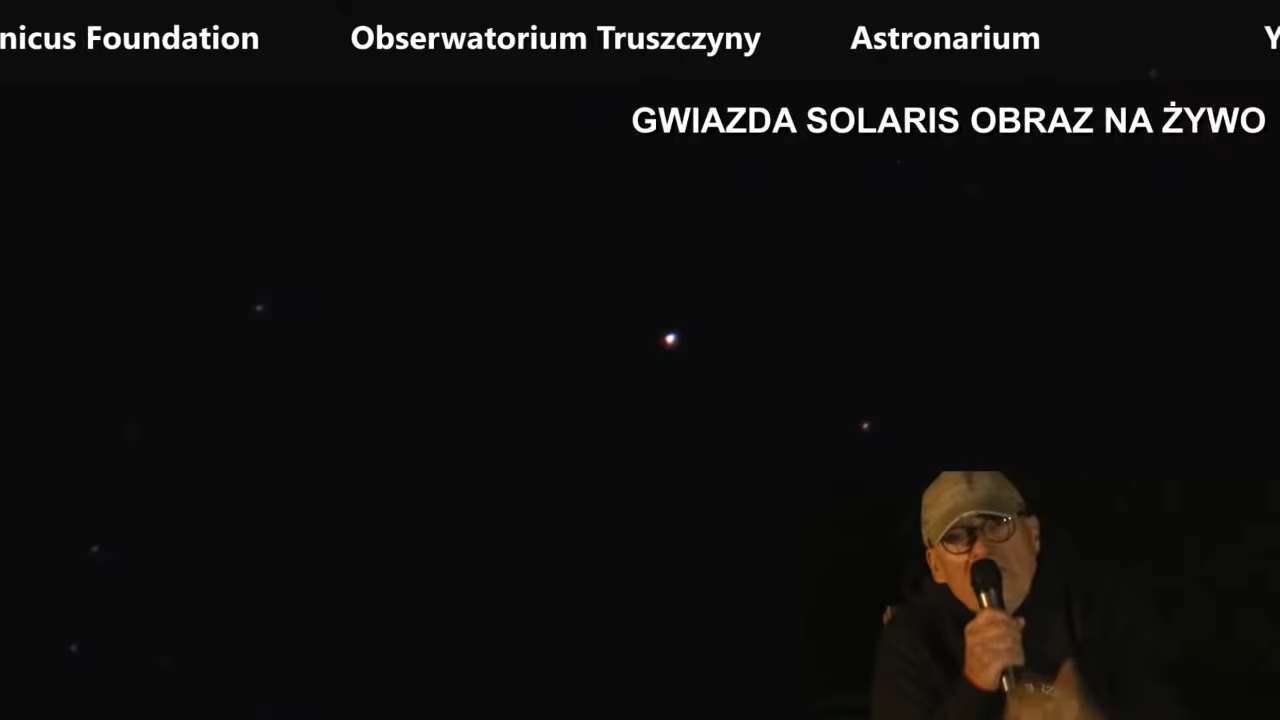 nicus Foundation Obserwatorium Truszczyny Astronarium Y
GWIAZDA SOLARIS OBRAZ NA ŻYWO